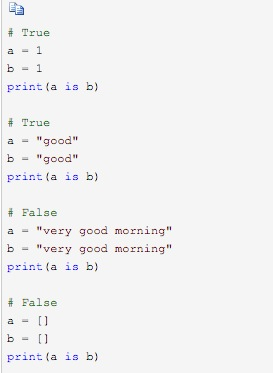 # True
a = 1
b = 1
print(a is b)

# True
a = "good"
b = "good"
print(a is b)

# False
a = "very good morning"
b = "very good morning"
print(a is b)

# False
a = []
b = []
print(a is b)